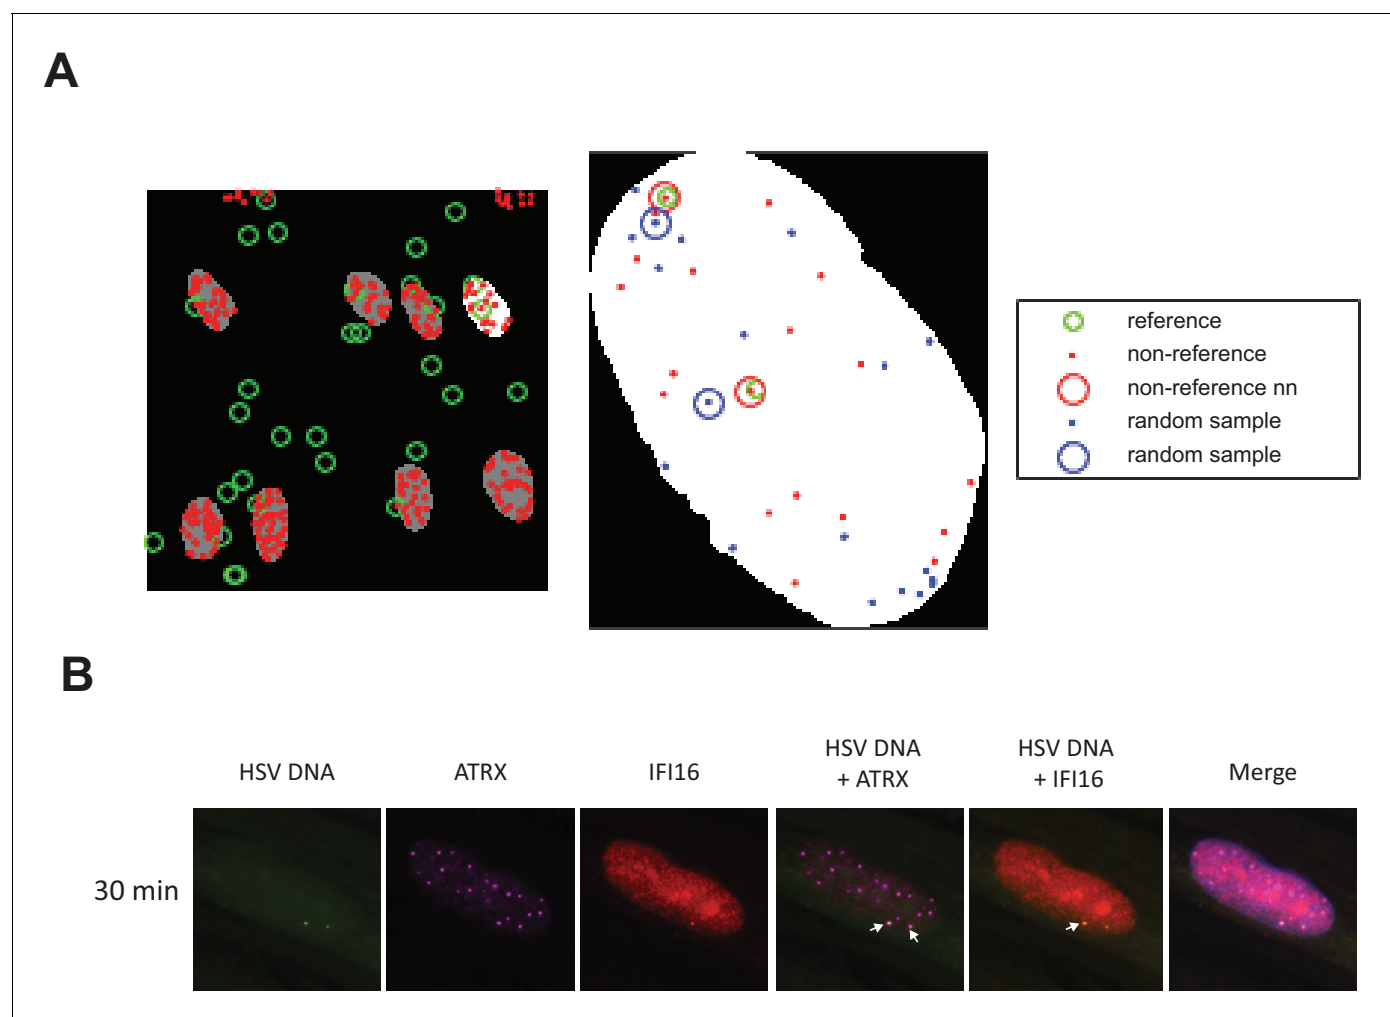 A
reference
non-reference
non-reference nn
random sample
random sample
B
HSV DNA
ATRX
IFI16
HSV DNA
+ ATRX
HSV DNA
+ IFI16
Merge
30 min